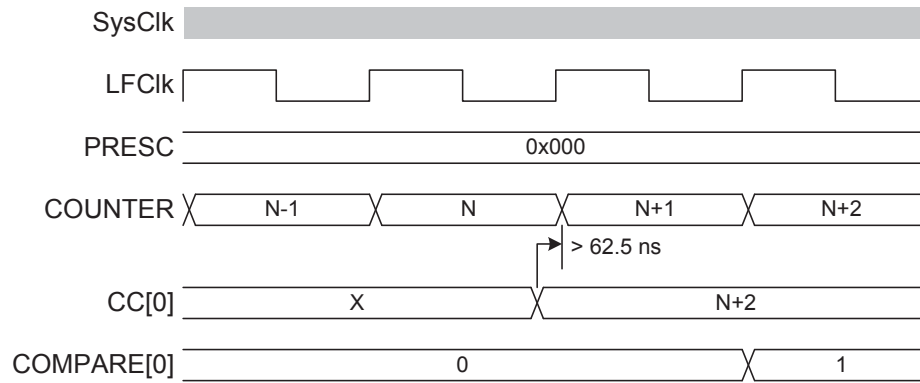 SysClk
LFClk
PRESC 0x000
COUNTER N-1 N N+1 N+2
> 62.5 ns
CC[0] X N+2
COMPARE[0] 0 1